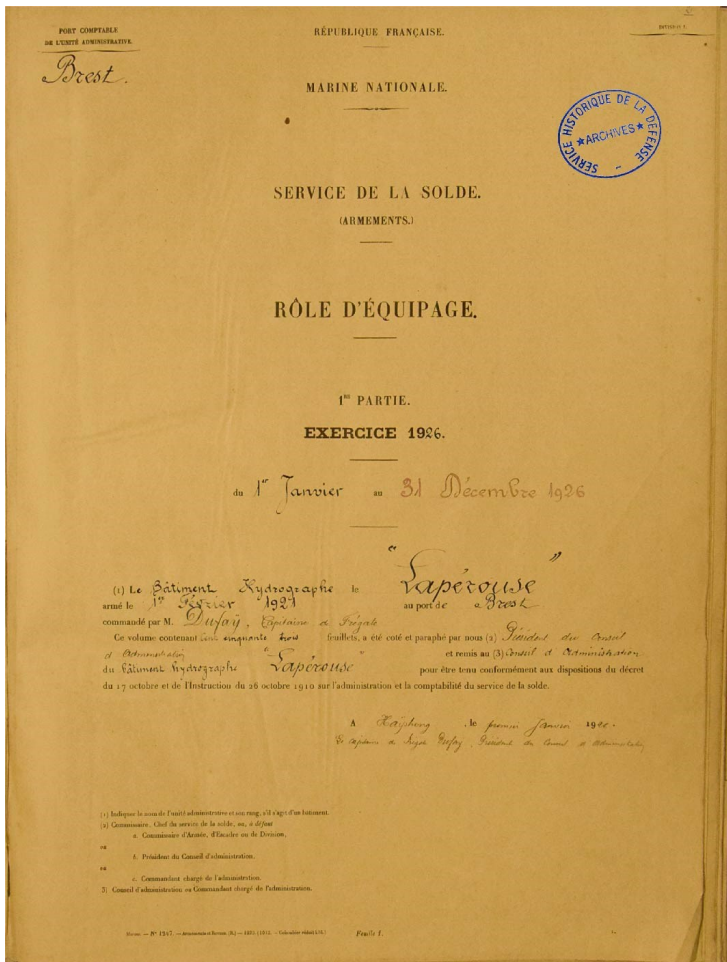 PORT COMPTABLE
DE L'UNITÉ ADMINISTRATIVE.
Brest.
RÉPUBLIQUE FRANÇAISE.
MARINE NATIONALE.
SERVICE HISTORIQUE DE LA DÉFENSE
★ARCHIVES★
SERVICE DE LA SOLDE.
(ARMEMENTS.)
RÔLE D'ÉQUIPAGE.
1RE PARTIE.
EXERCICE 1926.
du 1er Janvier au 31 Décembre 1926
(1) Le Bâtiment Hydrographe le "Lapérouse"
armé le 1er Février 1921 au port de Brest
commandé par M. Dufaÿ, Capitaine de Frégate
Ce volume contenant cent cinquante trois feuillets, a été coté et paraphé par nous (2) Président du Conseil
d'Administration et remis au (3) Conseil d'Administration
du bâtiment hydrographe "Lapérouse" pour être tenu conformément aux dispositions du décret
du 17 octobre et de l'Instruction du 26 octobre 1910 sur l'administration et la comptabilité du service de la solde.
A Haïphong, le premier Janvier 192
Le Capitaine de Frégate Dufaÿ, Président du Conseil d'Administration
(1) Indiquer le nom de l'unité administrative et son rang, s'il s'agit d'un bâtiment.
(2) Commissaire, Chef du service de la solde, ou, à défaut
a. Commissaire d'Armée, d'Escadre ou de Division,
ou
b. Président du Conseil d'administration,
ou
c. Commandant chargé de l'administration.
3) Conseil d'administration ou Commandant chargé de l'administration.
N° 1247.
Feuille 1.